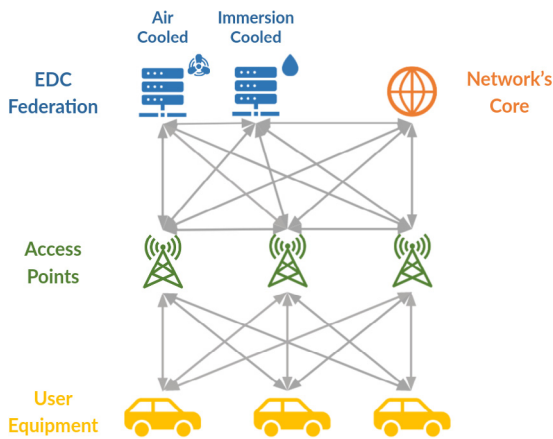 Air
Cooled
Immersion
Cooled
EDC
Federation
Network's
Core
Access
Points
User
Equipment